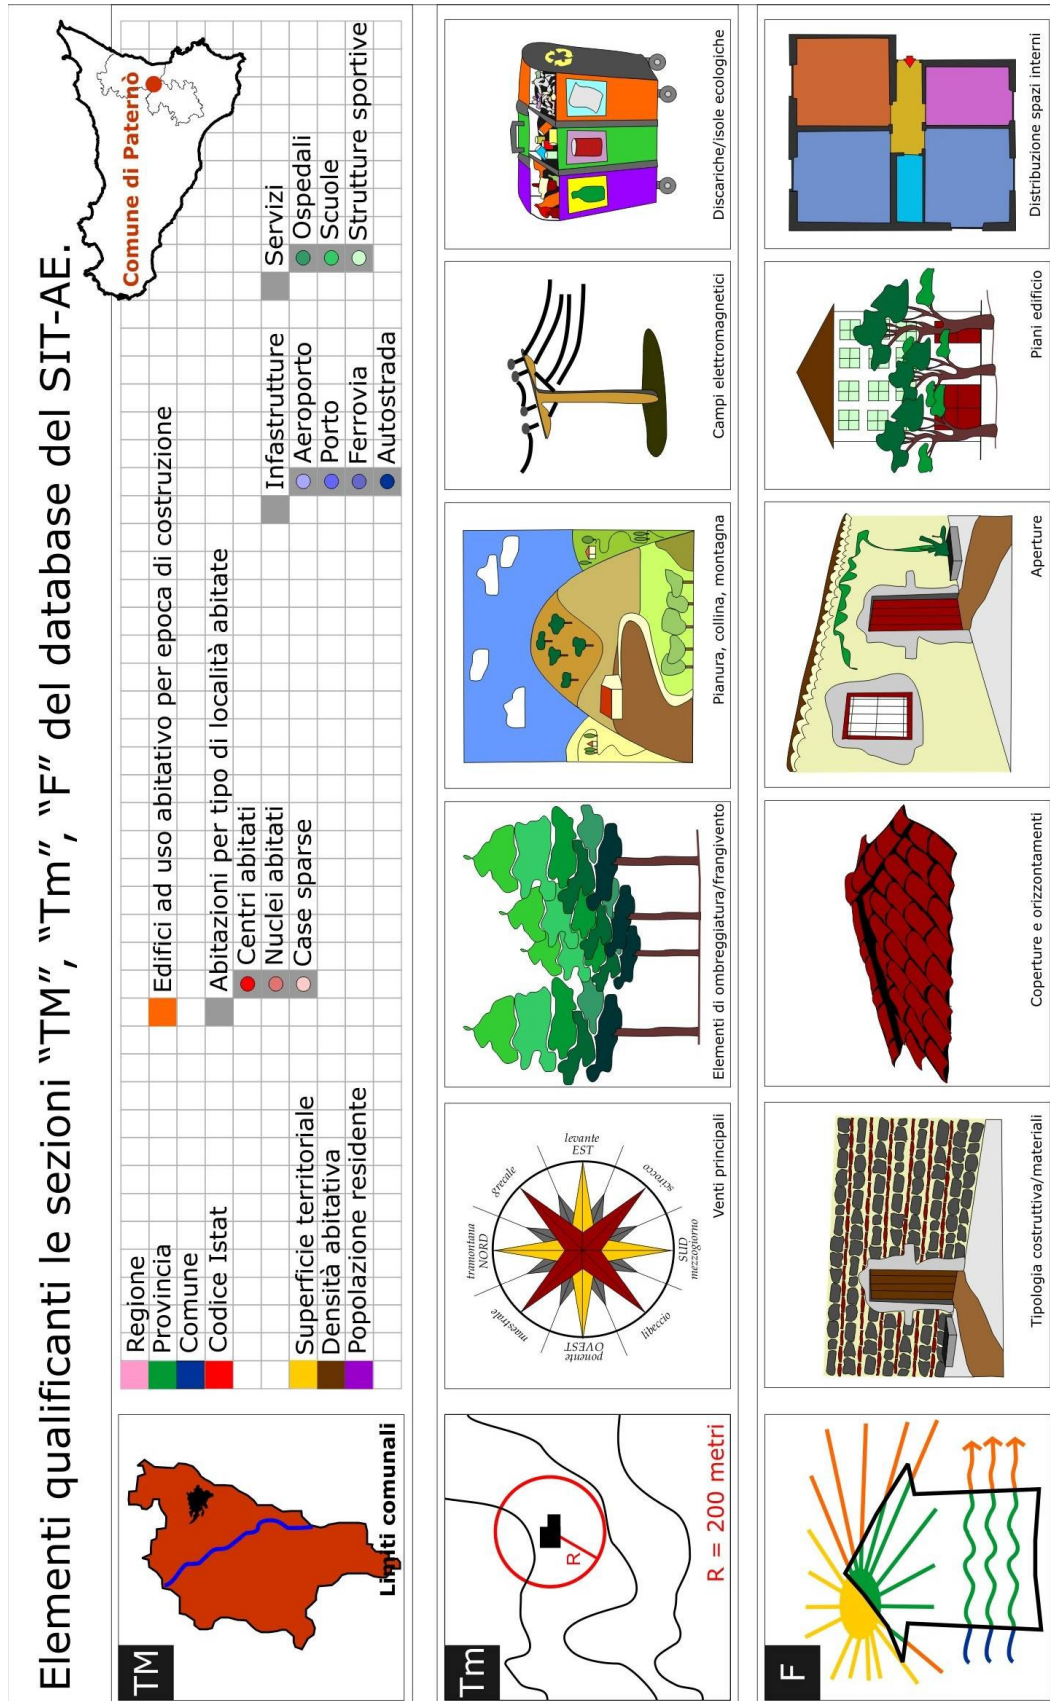 Elementi qualificanti le sezioni “TM”, “Tm”, “F” del database del SIT-AE.
TM
Limiti comunali
Regione
Provincia
Comune
Codice Istat
Superficie territoriale
Densità abitativa
Popolazione residente
Edifici ad uso abitativo per epoca di costruzione
Abitazioni per tipo di località abitate
Centri abitati
Nuclei abitati
Case sparse
Infastrutture
Aeroporto
Porto
Ferrovia
Autostrada
Servizi
Ospedali
Scuole
Strutture sportive
Comune di Paternò
Tm
R
R = 200 metri
tramontana
NORD
grecale
levante
EST
scirocco
SUD
mezzogiorno
libeccio
ponente
OVEST
maestrale
Venti principali
Elementi di ombreggiatura/frangivento
Pianura, collina, montagna
Campi elettromagnetici
Discariche/isole ecologiche
F
Tipologia costruttiva/materiali
Coperture e orizzontamenti
Aperture
Piani edificio
Distribuzione spazi interni